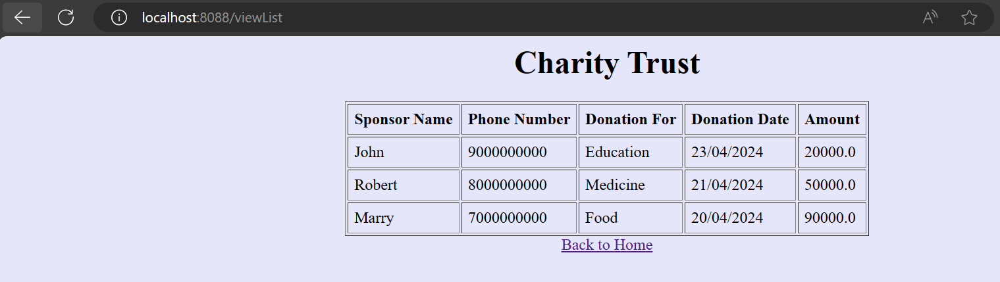 localhost:8088/viewList
Charity Trust
Sponsor Name Phone Number Donation For Donation Date Amount
John 9000000000 Education 23/04/2024 20000.0
Robert 8000000000 Medicine 21/04/2024 50000.0
Marry 7000000000 Food 20/04/2024 90000.0
Back to Home